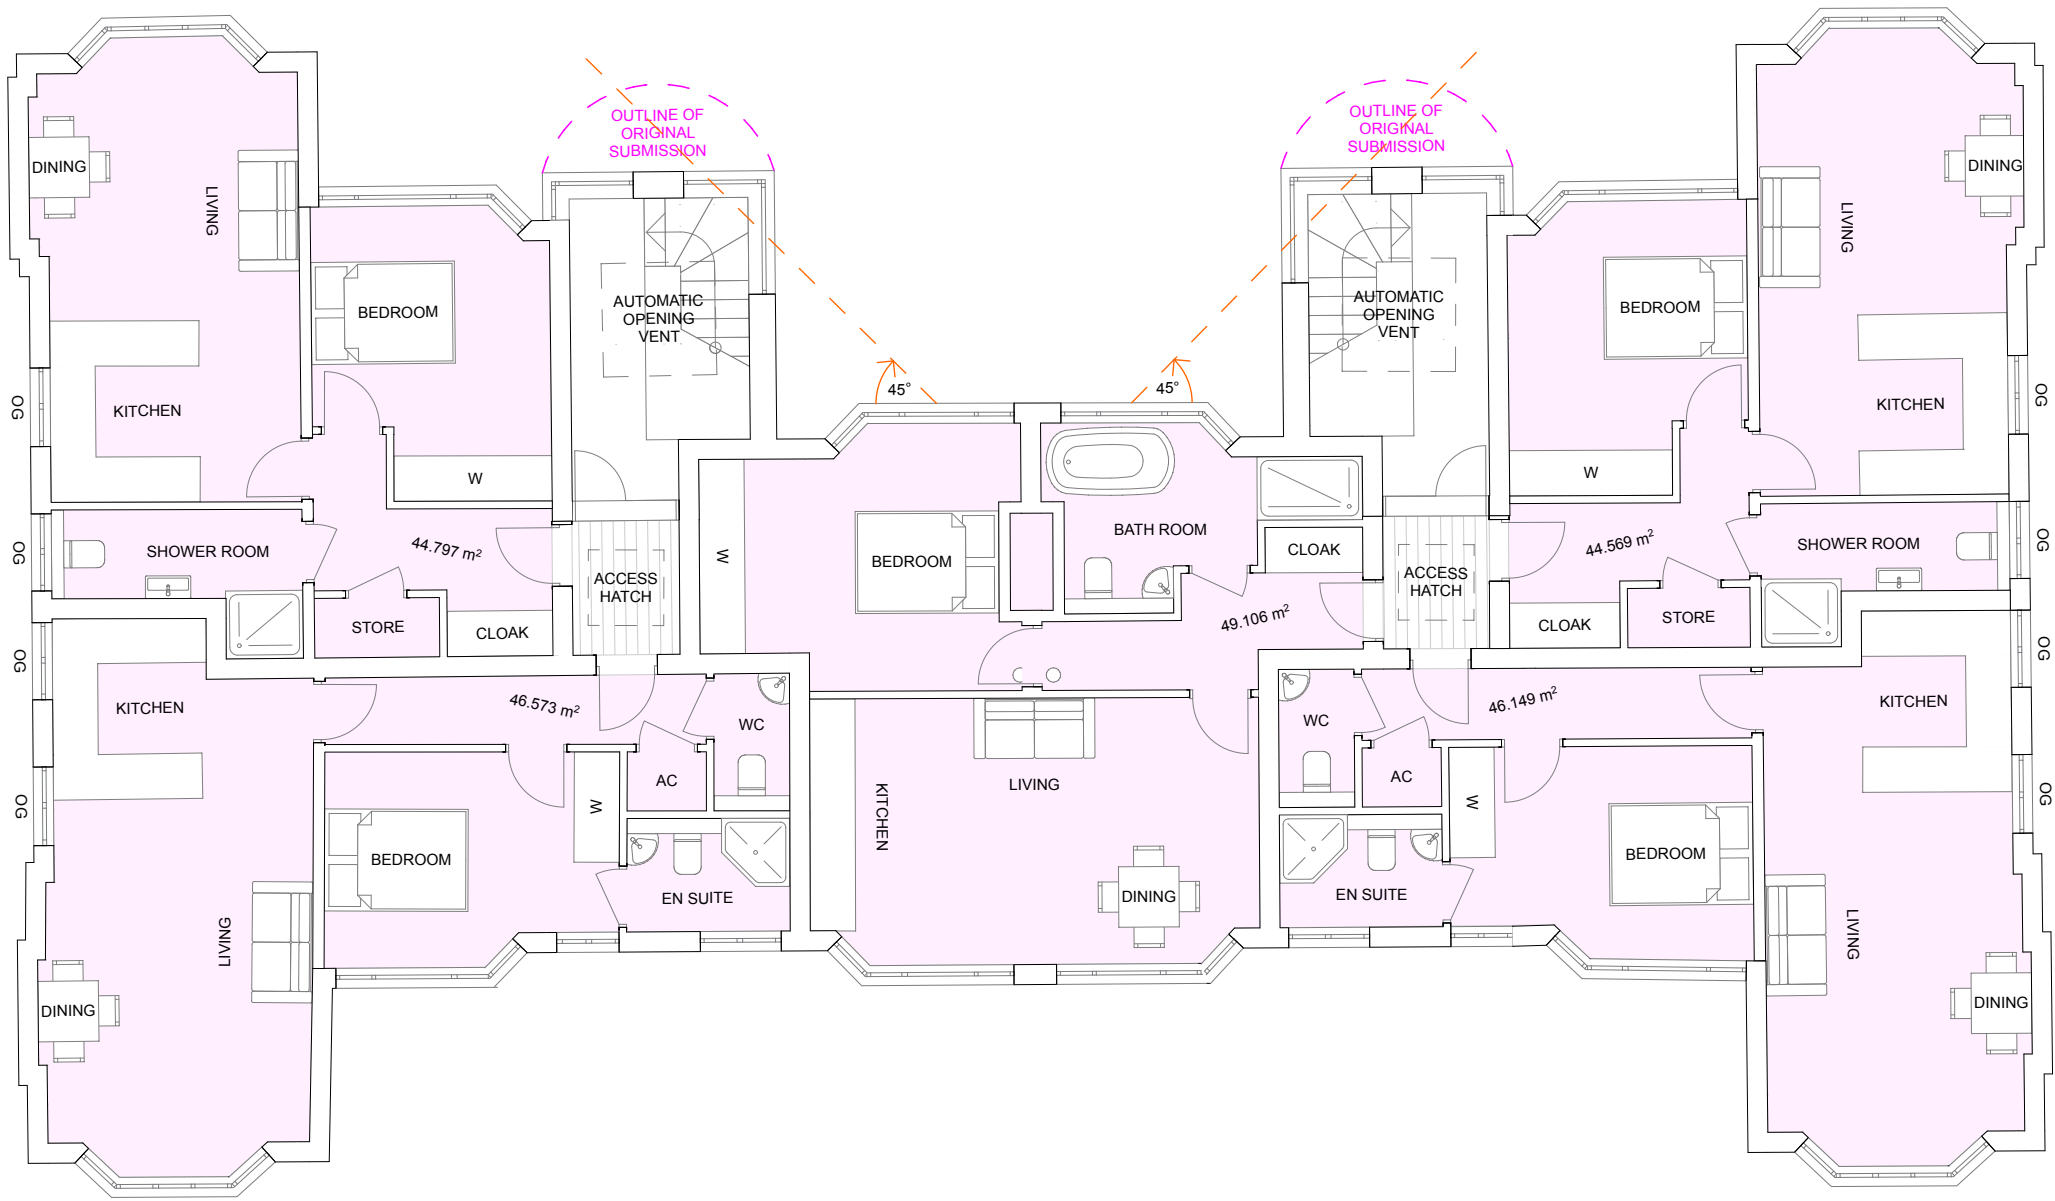 OUTLINE OF
ORIGINAL
SUBMISSION
OUTLINE OF
ORIGINAL
SUBMISSION
DINING
LIVING
BEDROOM
AUTOMATIC
OPENING
VENT
AUTOMATIC
OPENING
VENT
BEDROOM
LIVING
DINING
45°
45°
OG
KITCHEN
W
W
KITCHEN
OG
OG
SHOWER ROOM
44.797 m²
ACCESS
HATCH
W
BEDROOM
BATH ROOM
CLOAK
ACCESS
HATCH
44.569 m²
SHOWER ROOM
OG
STORE
CLOAK
49.106 m²
CLOAK
STORE
OG
KITCHEN
46.573 m²
WC
WC
46.149 m²
KITCHEN
OG
OG
AC
W
KITCHEN
LIVING
AC
W
OG
BEDROOM
EN SUITE
DINING
EN SUITE
BEDROOM
LIVING
LIVING
DINING
DINING